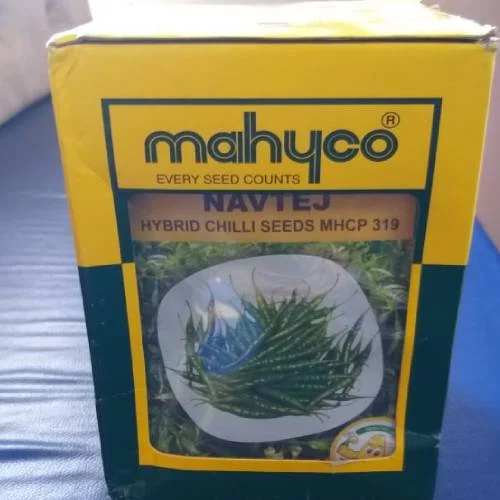 mahyco®
EVERY SEED COUNTS
NAVTEJ
HYBRID CHILLI SEEDS MHCP 319